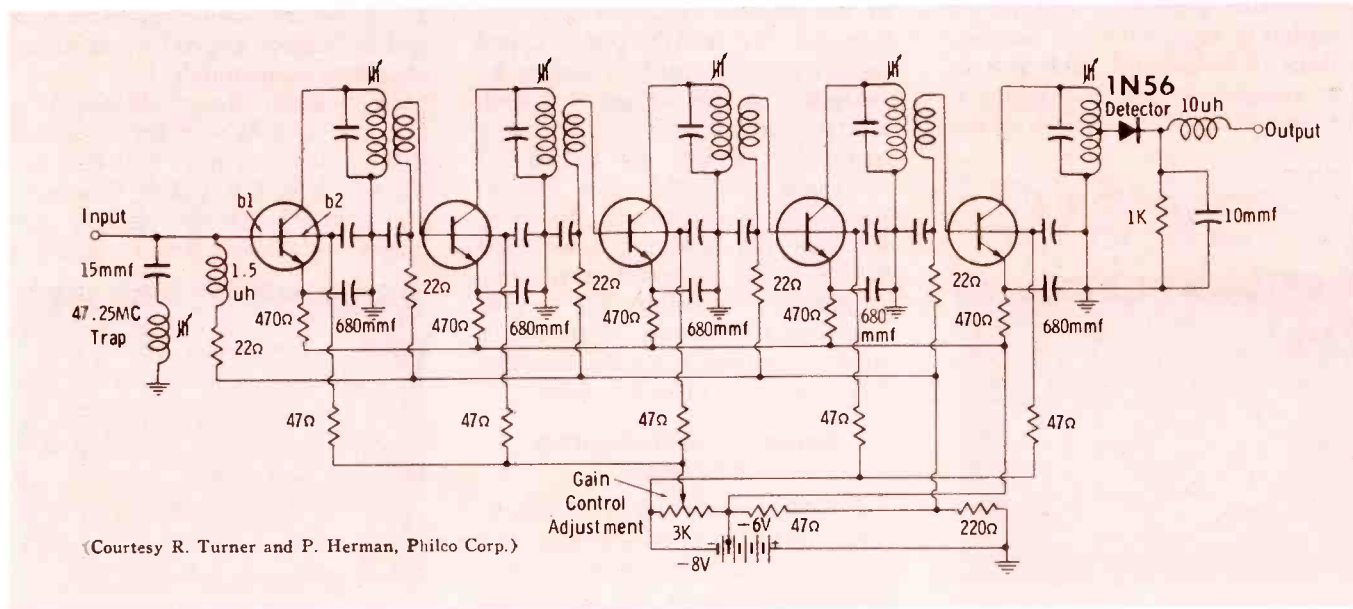 1N56
Detector
10uh
Output
b1
b2
Input
15mmf
1.5
uh
1K
10mmf
47.25MC
Trap
22Ω
22Ω
22Ω
22Ω
22Ω
470Ω
680mmf
470Ω
680mmf
470Ω
680mmf
470Ω
680
mmf
470Ω
680mmf
47Ω
47Ω
47Ω
47Ω
47Ω
Gain
Control
Adjustment
3K
-6V
47Ω
220Ω
-8V
(Courtesy R. Turner and P. Herman, Philco Corp.)